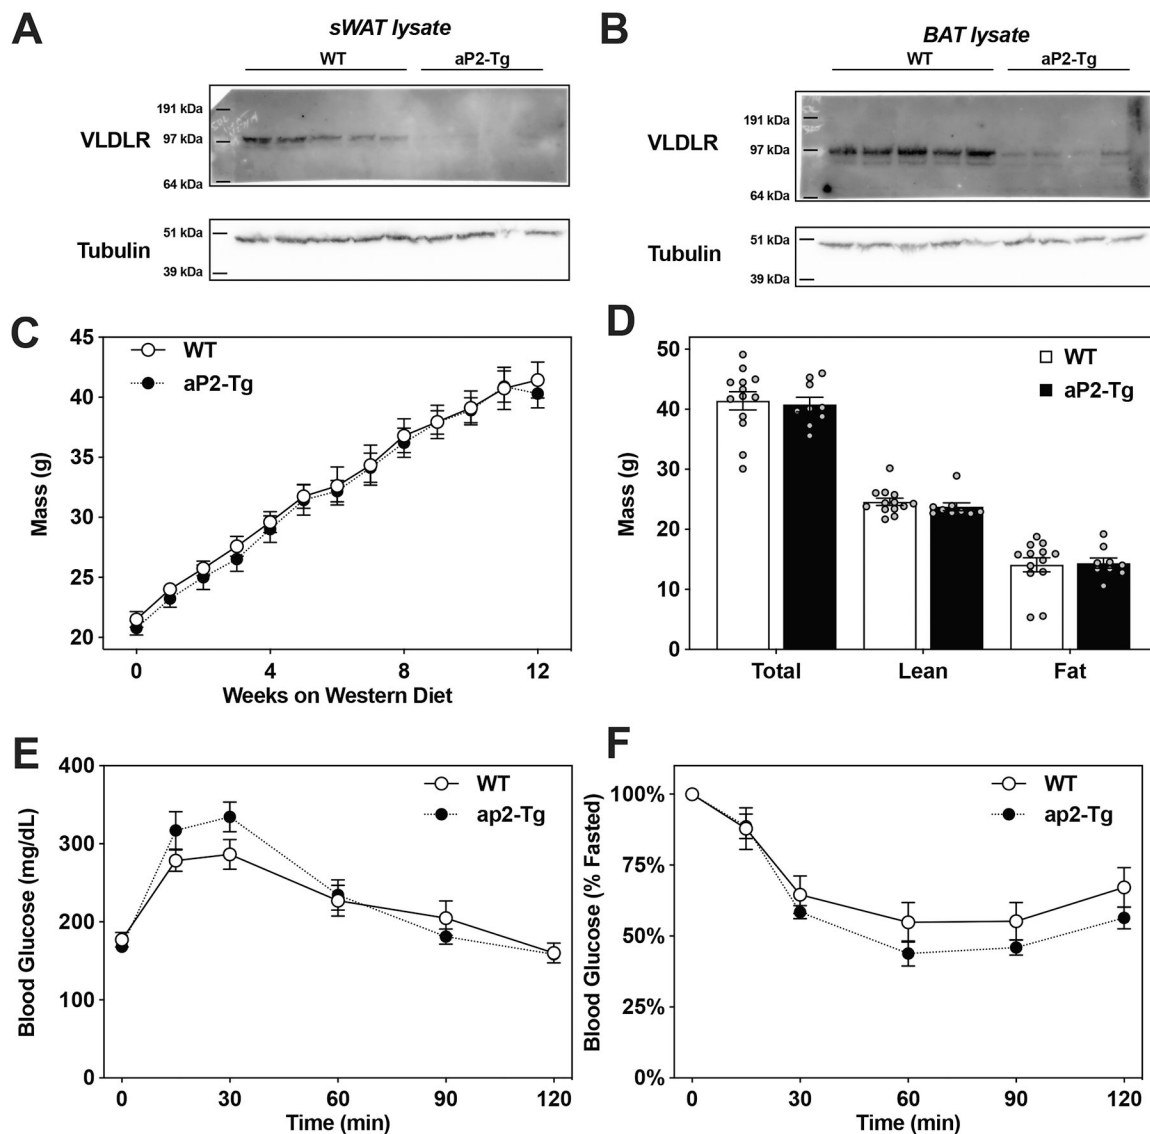 A
sWAT lysate
WT
aP2-Tg
VLDLR
191 kDa
97 kDa
64 kDa
Tubulin
51 kDa
39 kDa
B
BAT lysate
WT
aP2-Tg
VLDLR
191 kDa
97 kDa
64 kDa
Tubulin
51 kDa
39 kDa
C
45
40
35
30
25
20
Mass (g)
WT
aP2-Tg
0
4
8
12
Weeks on Western Diet
D
50
40
30
20
10
0
Mass (g)
WT
aP2-Tg
Total
Lean
Fat
E
400
300
200
100
0
Blood Glucose (mg/dL)
WT
ap2-Tg
0
30
60
90
120
Time (min)
F
100%
75%
50%
25%
0%
Blood Glucose (% Fasted)
WT
ap2-Tg
0
30
60
90
120
Time (min)